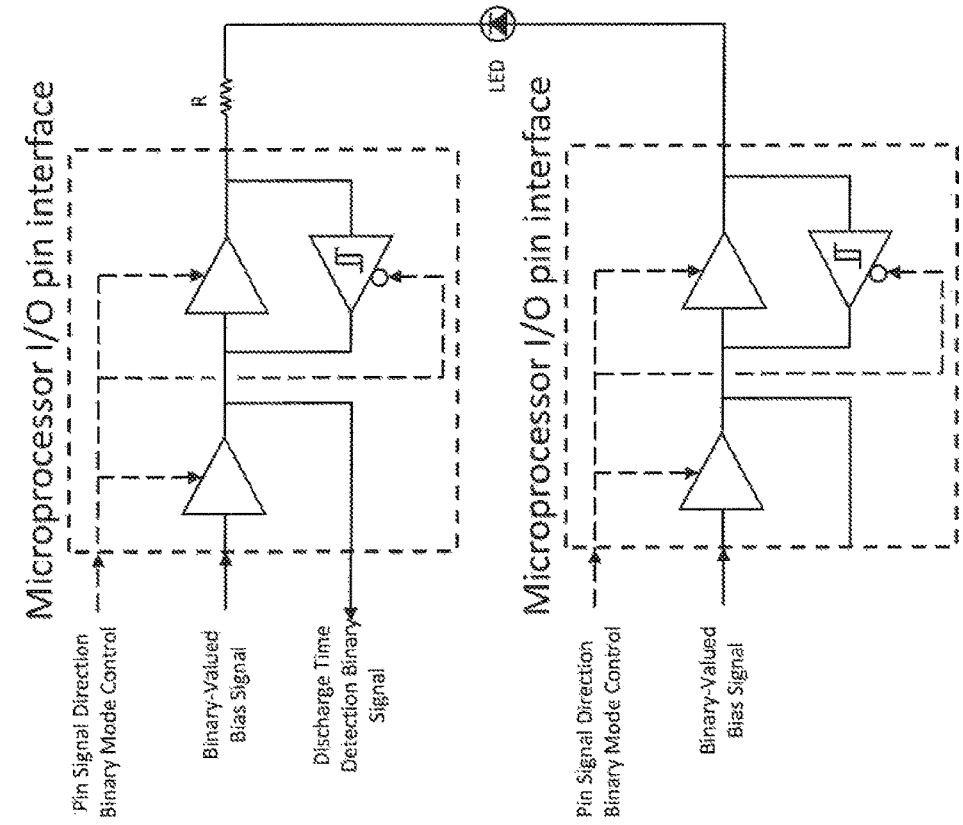 Microprocessor I/O pin interface
R
LED
Pin Signal Direction
Binary Mode Control
Binary-Valued
Bias Signal
Discharge Time
Detection Binary
Signal
Microprocessor I/O pin interface
Pin Signal Direction
Binary Mode Control
Binary-Valued
Bias Signal